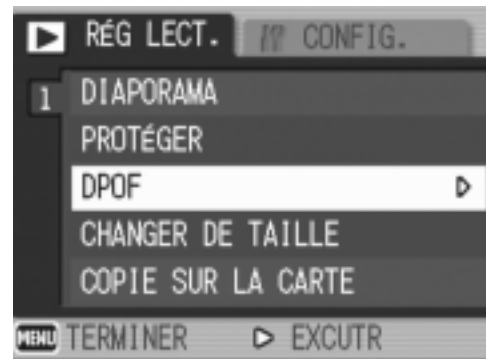 RÉG LECT. CONFIG.
1 DIAPORAMA
PROTÉGER
DPOF
CHANGER DE TAILLE
COPIE SUR LA CARTE
MENU TERMINER EXCUTR